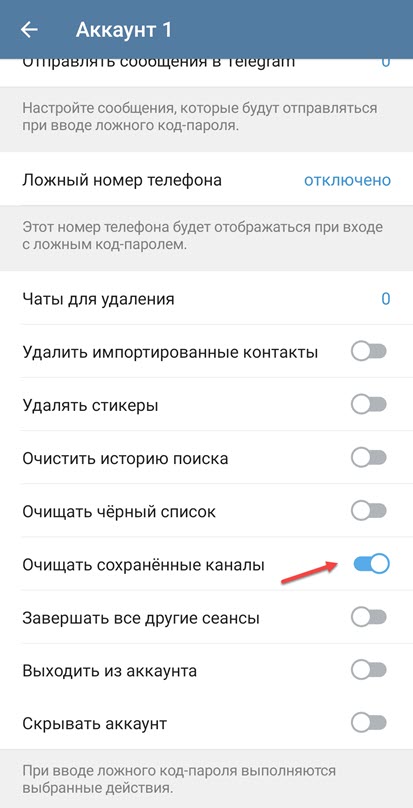 Аккаунт 1
Отправлять сообщения в Telegram 0
Настройте сообщения, которые будут отправляться
при вводе ложного код-пароля.
Ложный номер телефона отключено
Этот номер телефона будет отображаться при входе
с ложным код-паролем.
Чаты для удаления 0
Удалить импортированные контакты
Удалять стикеры
Очистить историю поиска
Очищать чёрный список
Очищать сохранённые каналы
Завершать все другие сеансы
Выходить из аккаунта
Скрывать аккаунт
При вводе ложного код-пароля выполняются
выбранные действия.